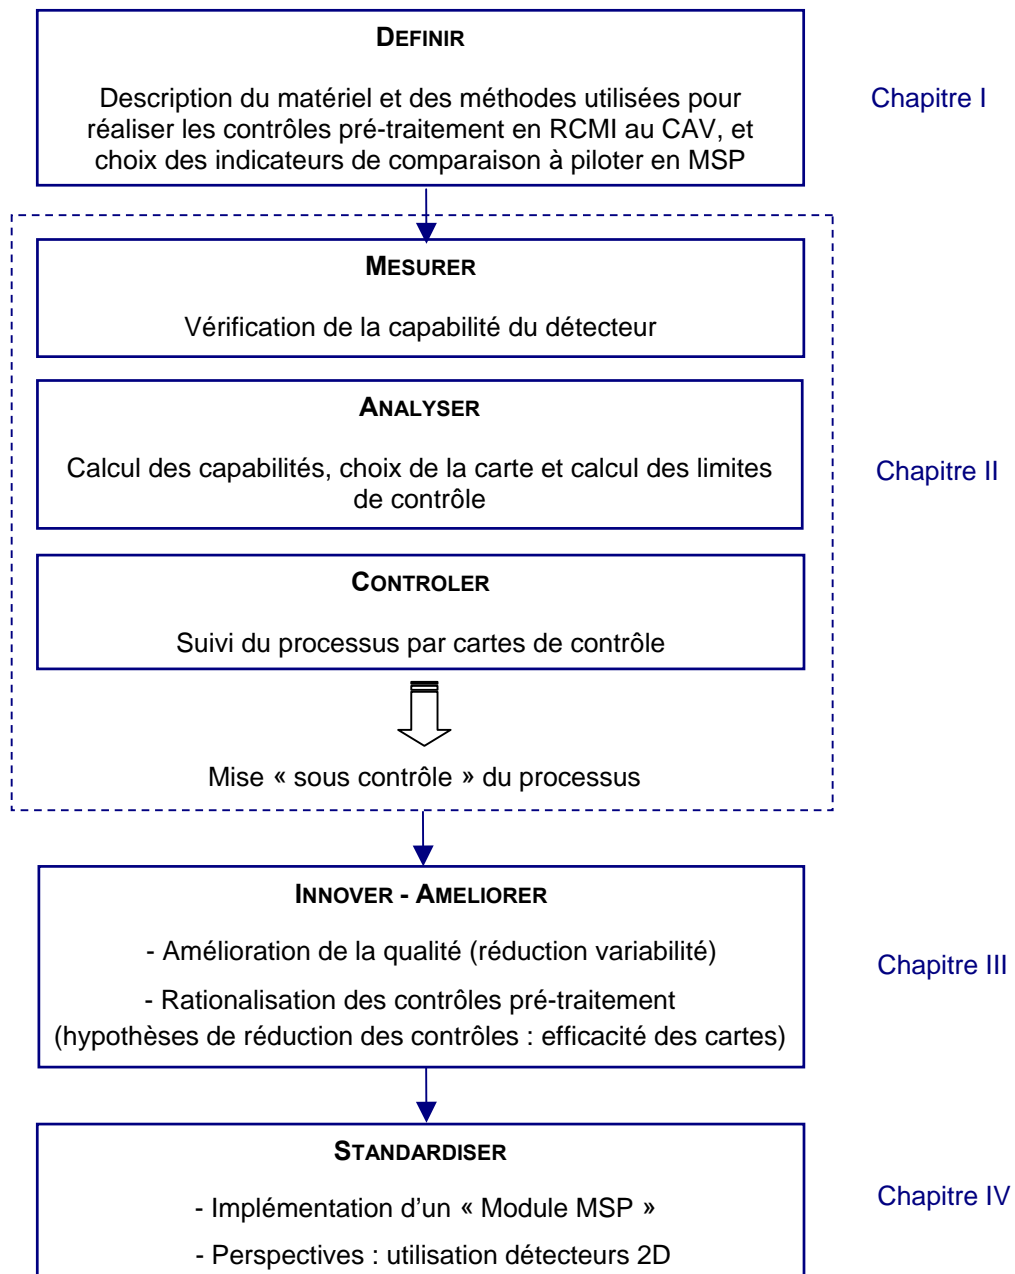 DEFINIR
Description du matériel et des méthodes utilisées pour
réaliser les contrôles pré-traitement en RCMI au CAV, et
choix des indicateurs de comparaison à piloter en MSP
Chapitre I
MESURER
Vérification de la capabilité du détecteur
ANALYSER
Calcul des capabilités, choix de la carte et calcul des limites
de contrôle
Chapitre II
CONTROLER
Suivi du processus par cartes de contrôle
Mise « sous contrôle » du processus
INNOVER - AMELIORER
- Amélioration de la qualité (réduction variabilité)
- Rationalisation des contrôles pré-traitement
(hypothèses de réduction des contrôles : efficacité des cartes)
Chapitre III
STANDARDISER
- Implémentation d'un « Module MSP »
- Perspectives : utilisation détecteurs 2D
Chapitre IV